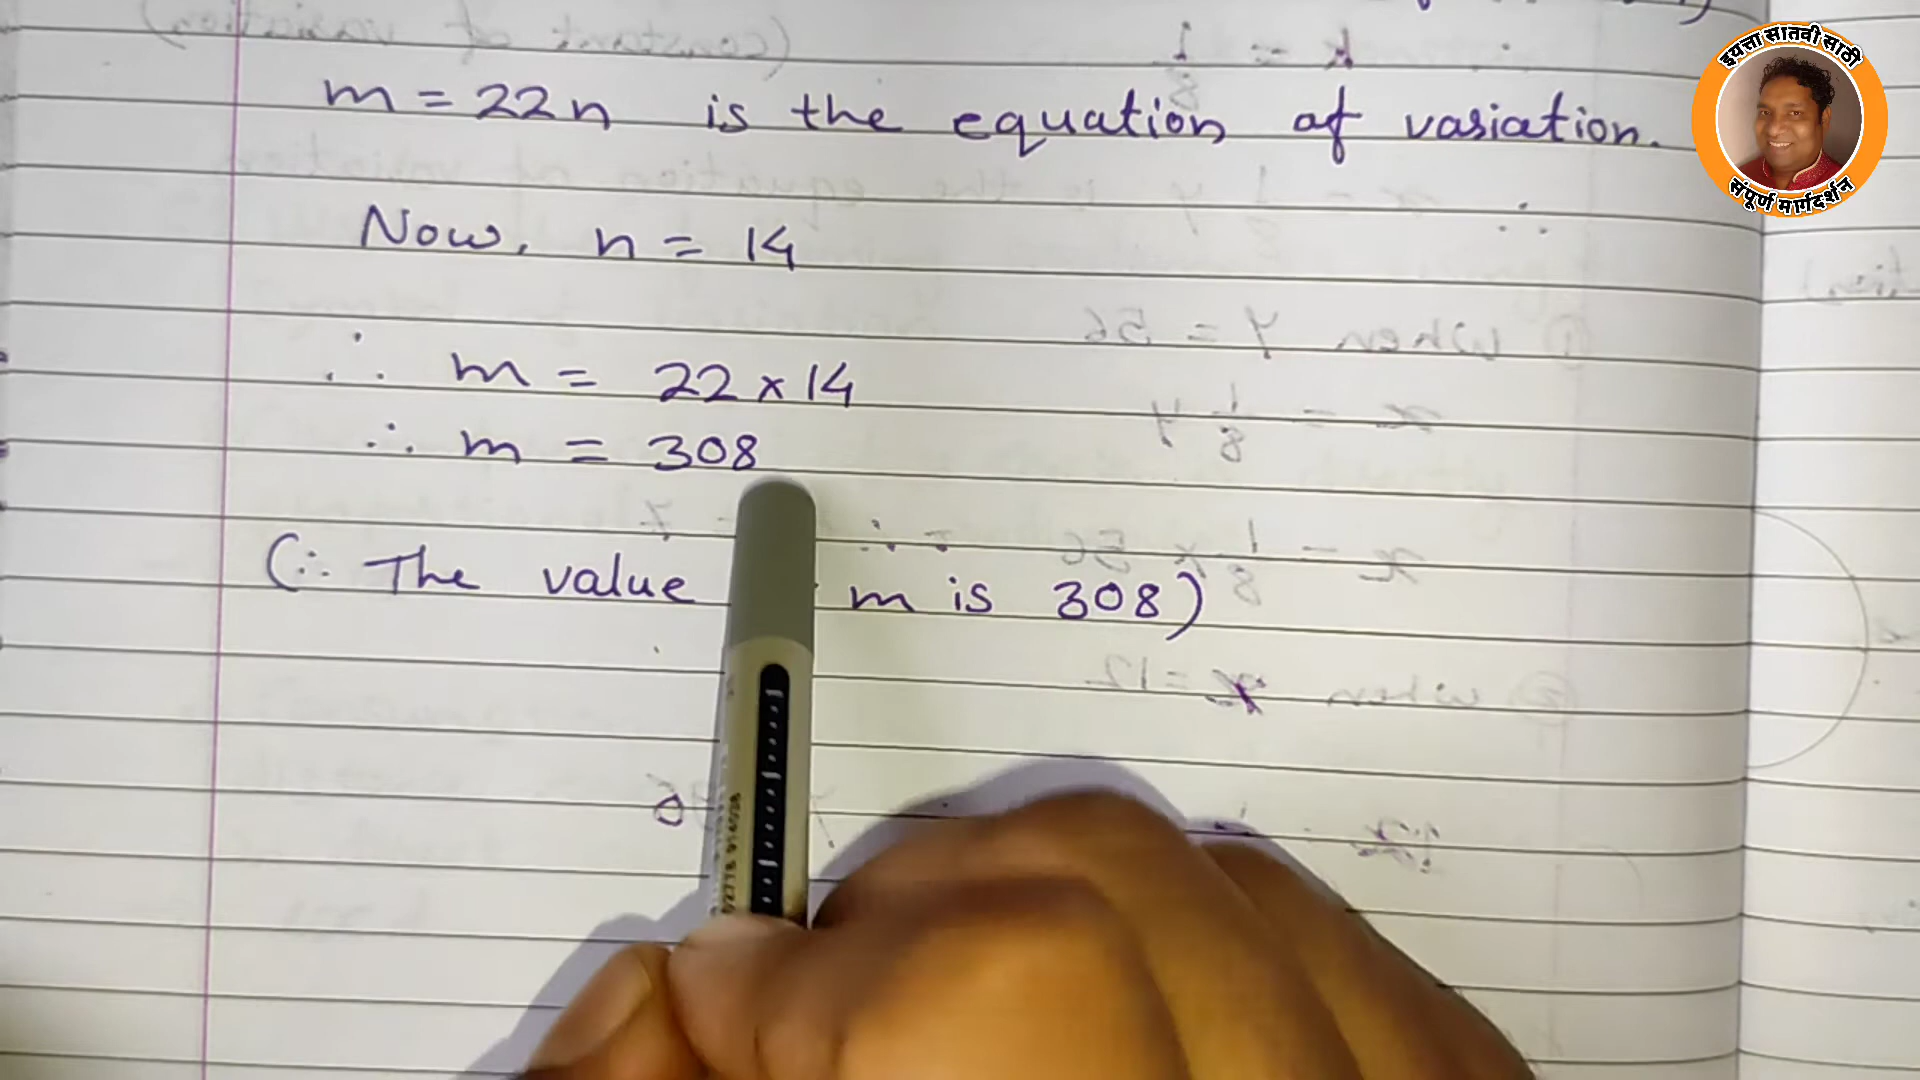 m = 22n is the equation of variation.
Now, n = 14
∴ m = 22 × 14
∴ m = 308
(∴ The value m is 308)
इयत्ता सातवी साठी
संपूर्ण मार्गदर्शन